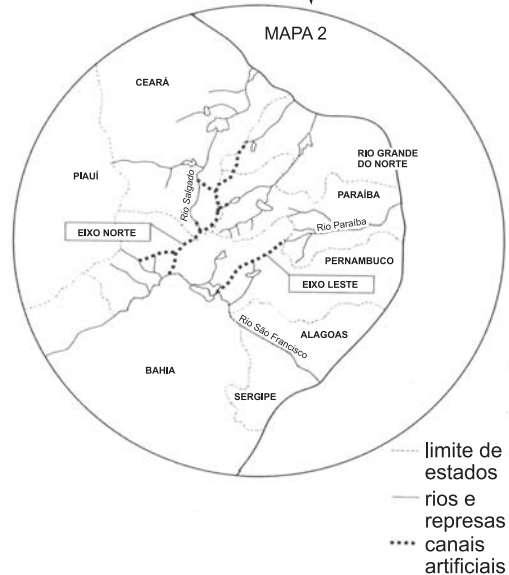 MAPA 2
CEARÁ
RIO GRANDE
DO NORTE
PIAUÍ
Rio Salgado
PARAÍBA
Rio Paraíba
EIXO NORTE
PERNAMBUCO
EIXO LESTE
Rio São Francisco
ALAGOAS
BAHIA
SERGIPE
limite de
estados
rios e
represas
canais
artificiais